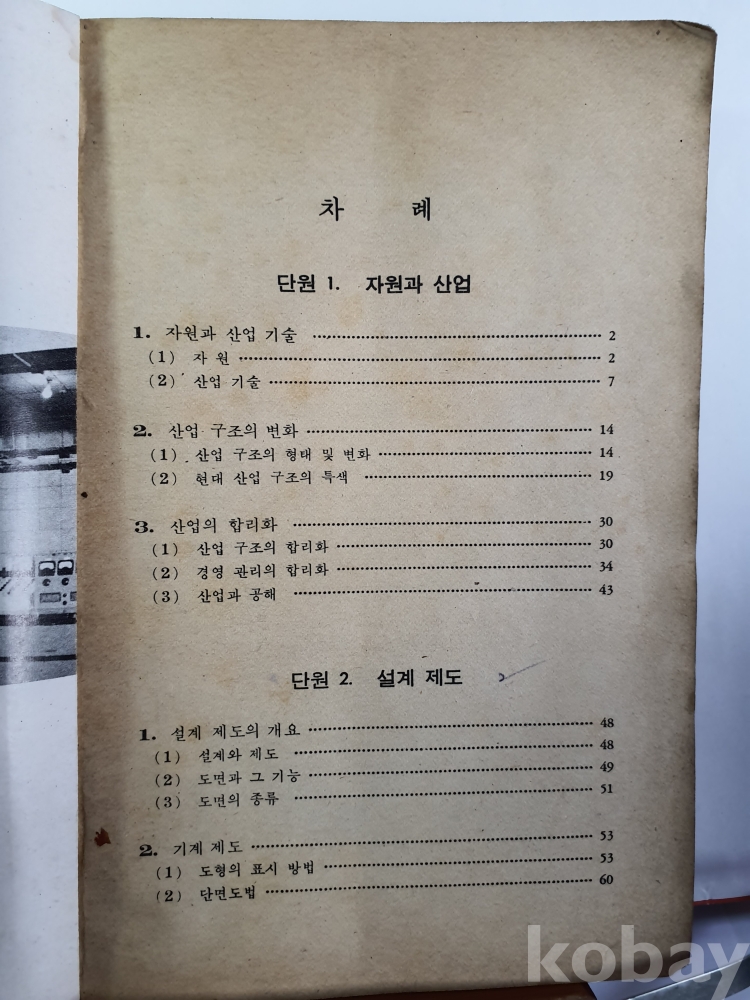 차 례
단원 1. 자원과 산업
1. 자원과 산업 기술 2
(1) 자 원 2
(2) 산업 기술 7
2. 산업 구조의 변화 14
(1) 산업 구조의 형태 및 변화 14
(2) 현대 산업 구조의 특색 19
3. 산업의 합리화 30
(1) 산업 구조의 합리화 30
(2) 경영 관리의 합리화 34
(3) 산업과 공해 43
단원 2. 설계 제도
1. 설계 제도의 개요 48
(1) 설계와 제도 48
(2) 도면과 그 기능 49
(3) 도면의 종류 51
2. 기계 제도 53
(1) 도형의 표시 방법 53
(2) 단면도법 60
kobay